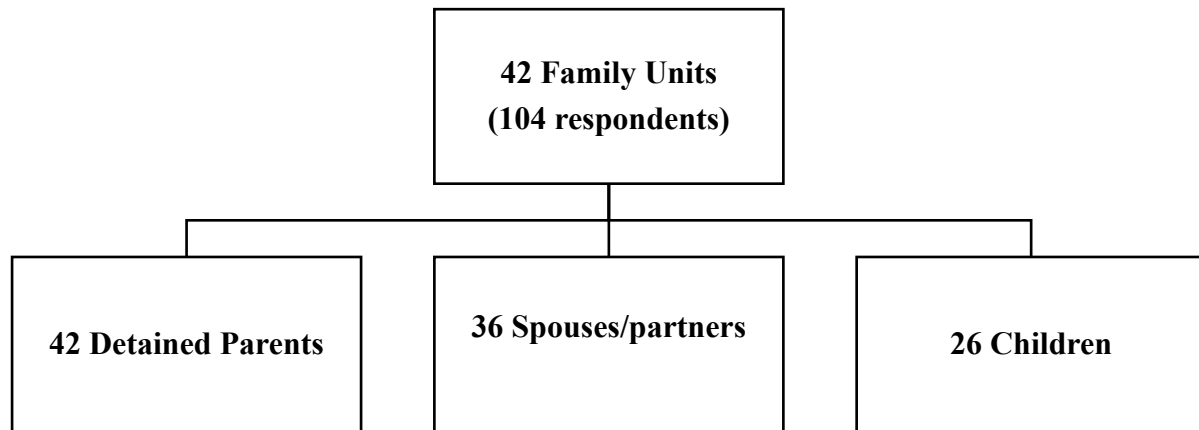 42 Family Units
(104 respondents)
42 Detained Parents
36 Spouses/partners
26 Children